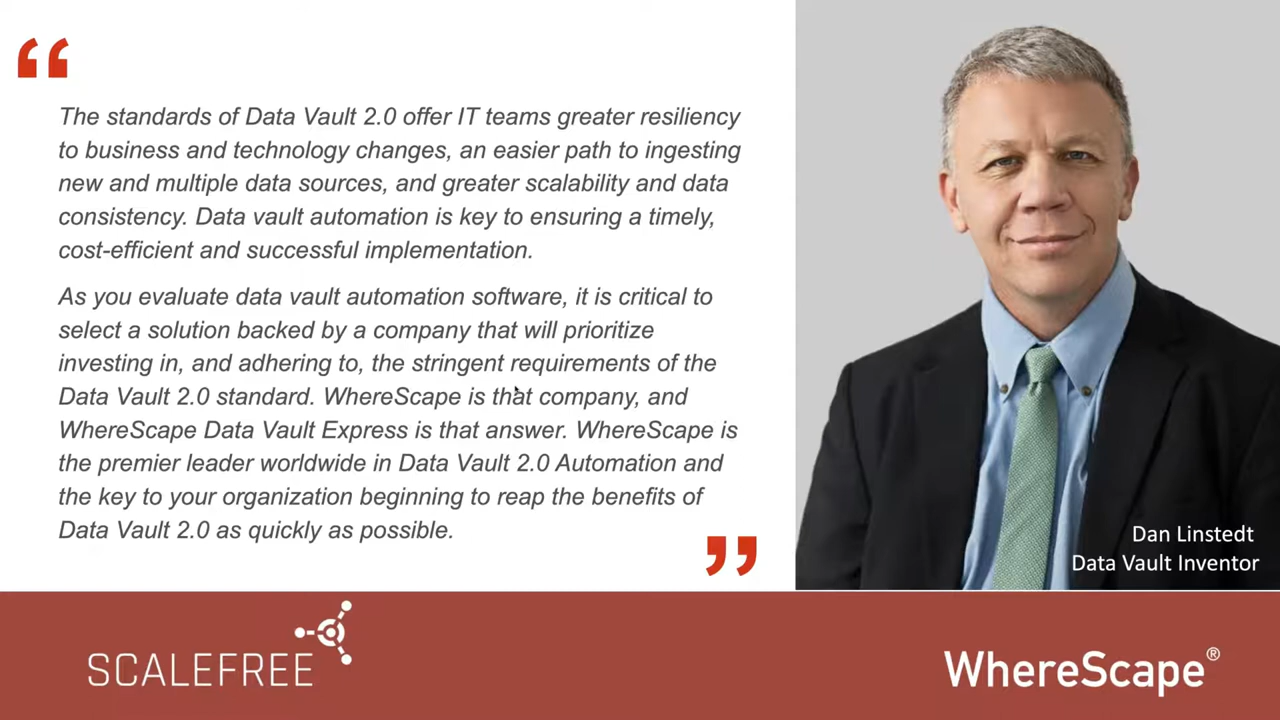 “
The standards of Data Vault 2.0 offer IT teams greater resiliency
to business and technology changes, an easier path to ingesting
new and multiple data sources, and greater scalability and data
consistency. Data vault automation is key to ensuring a timely,
cost-efficient and successful implementation.
As you evaluate data vault automation software, it is critical to
select a solution backed by a company that will prioritize
investing in, and adhering to, the stringent requirements of the
Data Vault 2.0 standard. WhereScape is that company, and
WhereScape Data Vault Express is that answer. WhereScape is
the premier leader worldwide in Data Vault 2.0 Automation and
the key to your organization beginning to reap the benefits of
Data Vault 2.0 as quickly as possible.
”
Dan Linstedt
Data Vault Inventor
SCALEFREE
WhereScape®